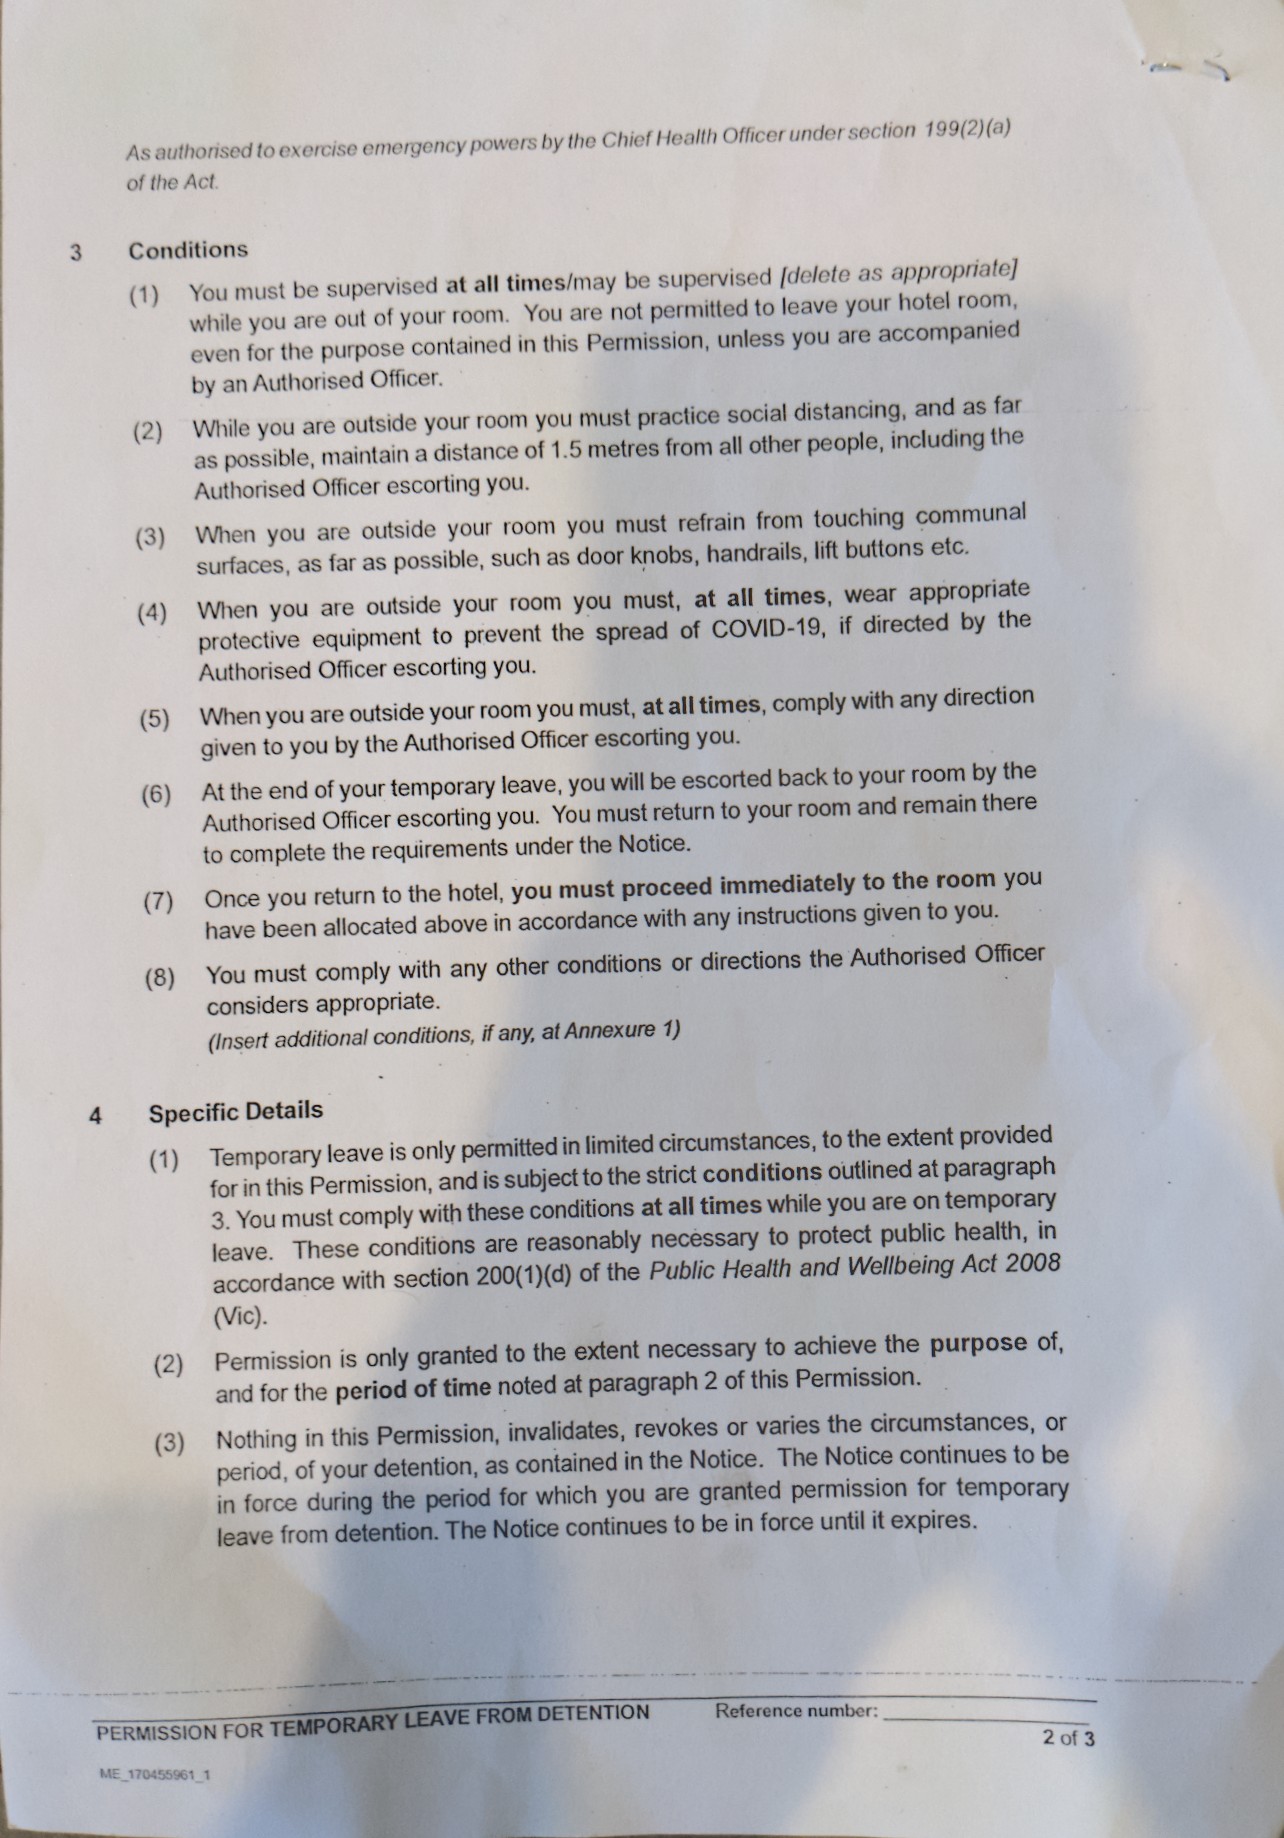 As authorised to exercise emergency powers by the Chief Health Officer under section 199(2)(a)
of the Act.
3 Conditions
(1) You must be supervised at all times/may be supervised [delete as appropriate]
while you are out of your room. You are not permitted to leave your hotel room,
even for the purpose contained in this Permission, unless you are accompanied
by an Authorised Officer.
(2) While you are outside your room you must practice social distancing, and as far
as possible, maintain a distance of 1.5 metres from all other people, including the
Authorised Officer escorting you.
(3) When you are outside your room you must refrain from touching communal
surfaces, as far as possible, such as door knobs, handrails, lift buttons etc.
(4) When you are outside your room you must, at all times, wear appropriate
protective equipment to prevent the spread of COVID-19, if directed by the
Authorised Officer escorting you.
(5) When you are outside your room you must, at all times, comply with any direction
given to you by the Authorised Officer escorting you.
(6) At the end of your temporary leave, you will be escorted back to your room by the
Authorised Officer escorting you. You must return to your room and remain there
to complete the requirements under the Notice.
(7) Once you return to the hotel, you must proceed immediately to the room you
have been allocated above in accordance with any instructions given to you.
(8) You must comply with any other conditions or directions the Authorised Officer
considers appropriate.
(Insert additional conditions, if any, at Annexure 1)
4 Specific Details
(1) Temporary leave is only permitted in limited circumstances, to the extent provided
for in this Permission, and is subject to the strict conditions outlined at paragraph
3. You must comply with these conditions at all times while you are on temporary
leave. These conditions are reasonably necessary to protect public health, in
accordance with section 200(1)(d) of the Public Health and Wellbeing Act 2008
(Vic).
(2) Permission is only granted to the extent necessary to achieve the purpose of,
and for the period of time noted at paragraph 2 of this Permission.
(3) Nothing in this Permission, invalidates, revokes or varies the circumstances, or
period, of your detention, as contained in the Notice. The Notice continues to be
in force during the period for which you are granted permission for temporary
leave from detention. The Notice continues to be in force until it expires.
PERMISSION FOR TEMPORARY LEAVE FROM DETENTION Reference number:
2 of 3
ME_170455961_1